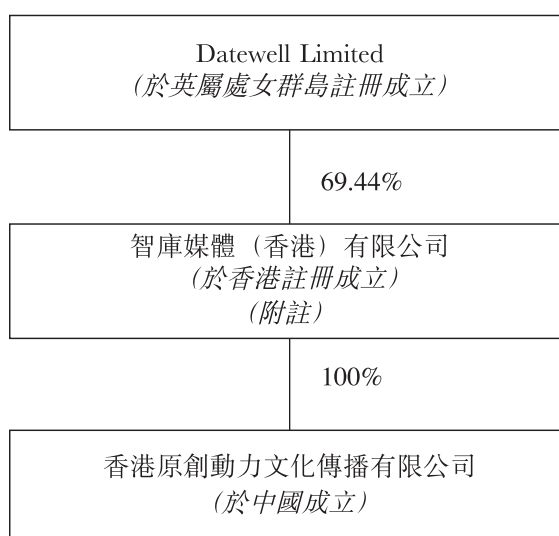 Datewell Limited
(於英屬處女群島註冊成立)
69.44%
智庫媒體（香港）有限公司
(於香港註冊成立)
(附註)
100%
香港原創動力文化傳播有限公司
(於中國成立)